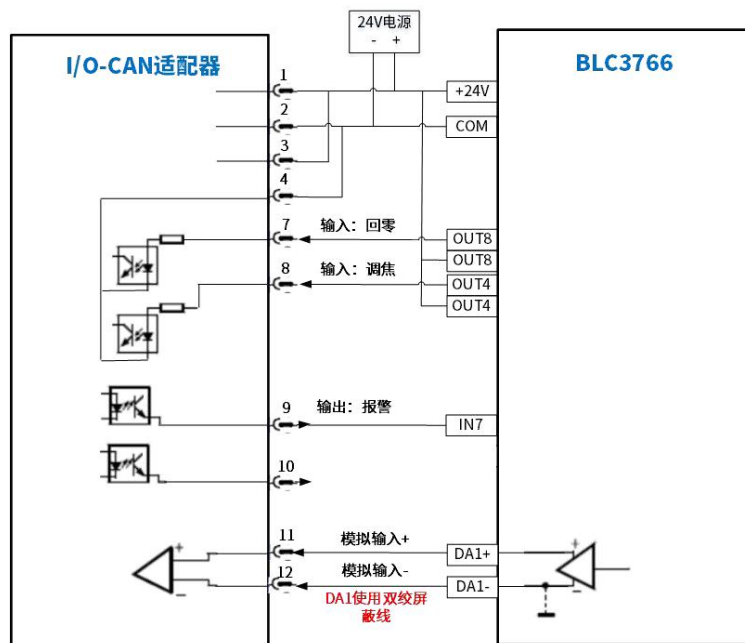 24V电源
- +
I/O-CAN适配器
BLC3766
1
+24V
2
COM
3
4
7
输入：回零
OUT8
OUT8
8
输入：调焦
OUT4
OUT4
9
输出：报警
IN7
10
11
模拟输入+
DA1+
+
+
12
模拟输入-
DA1-
−
−
DA1使用双绞屏
蔽线